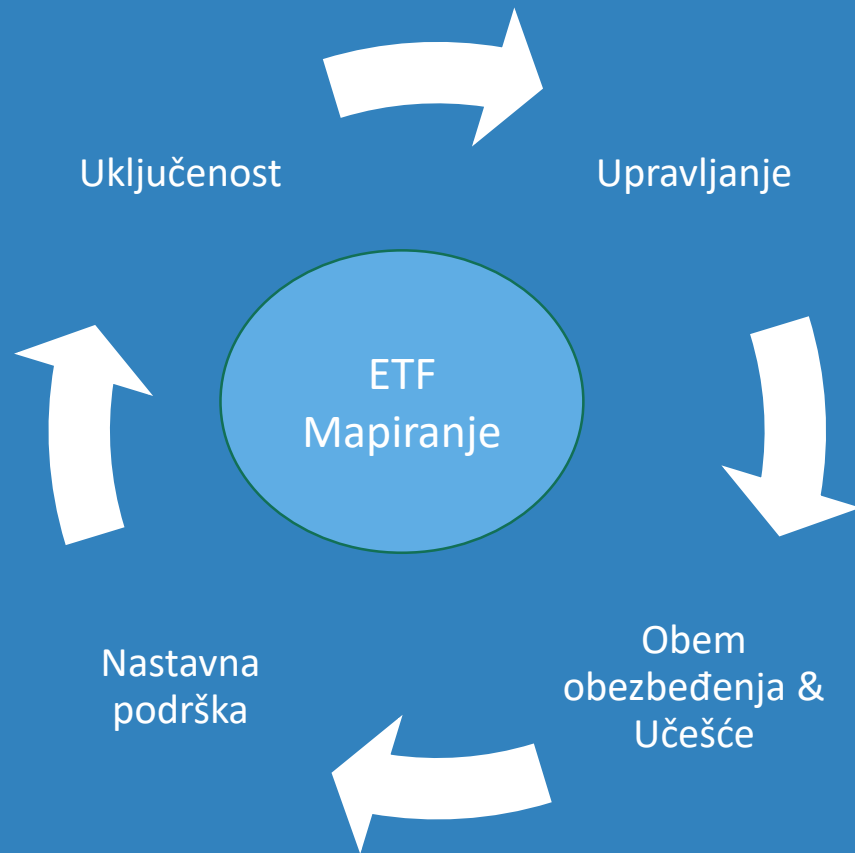 Uključenost
Upravljanje
ETF
Mapiranje
Obem
obezbeđenja &
Učešće
Nastavna
podrška